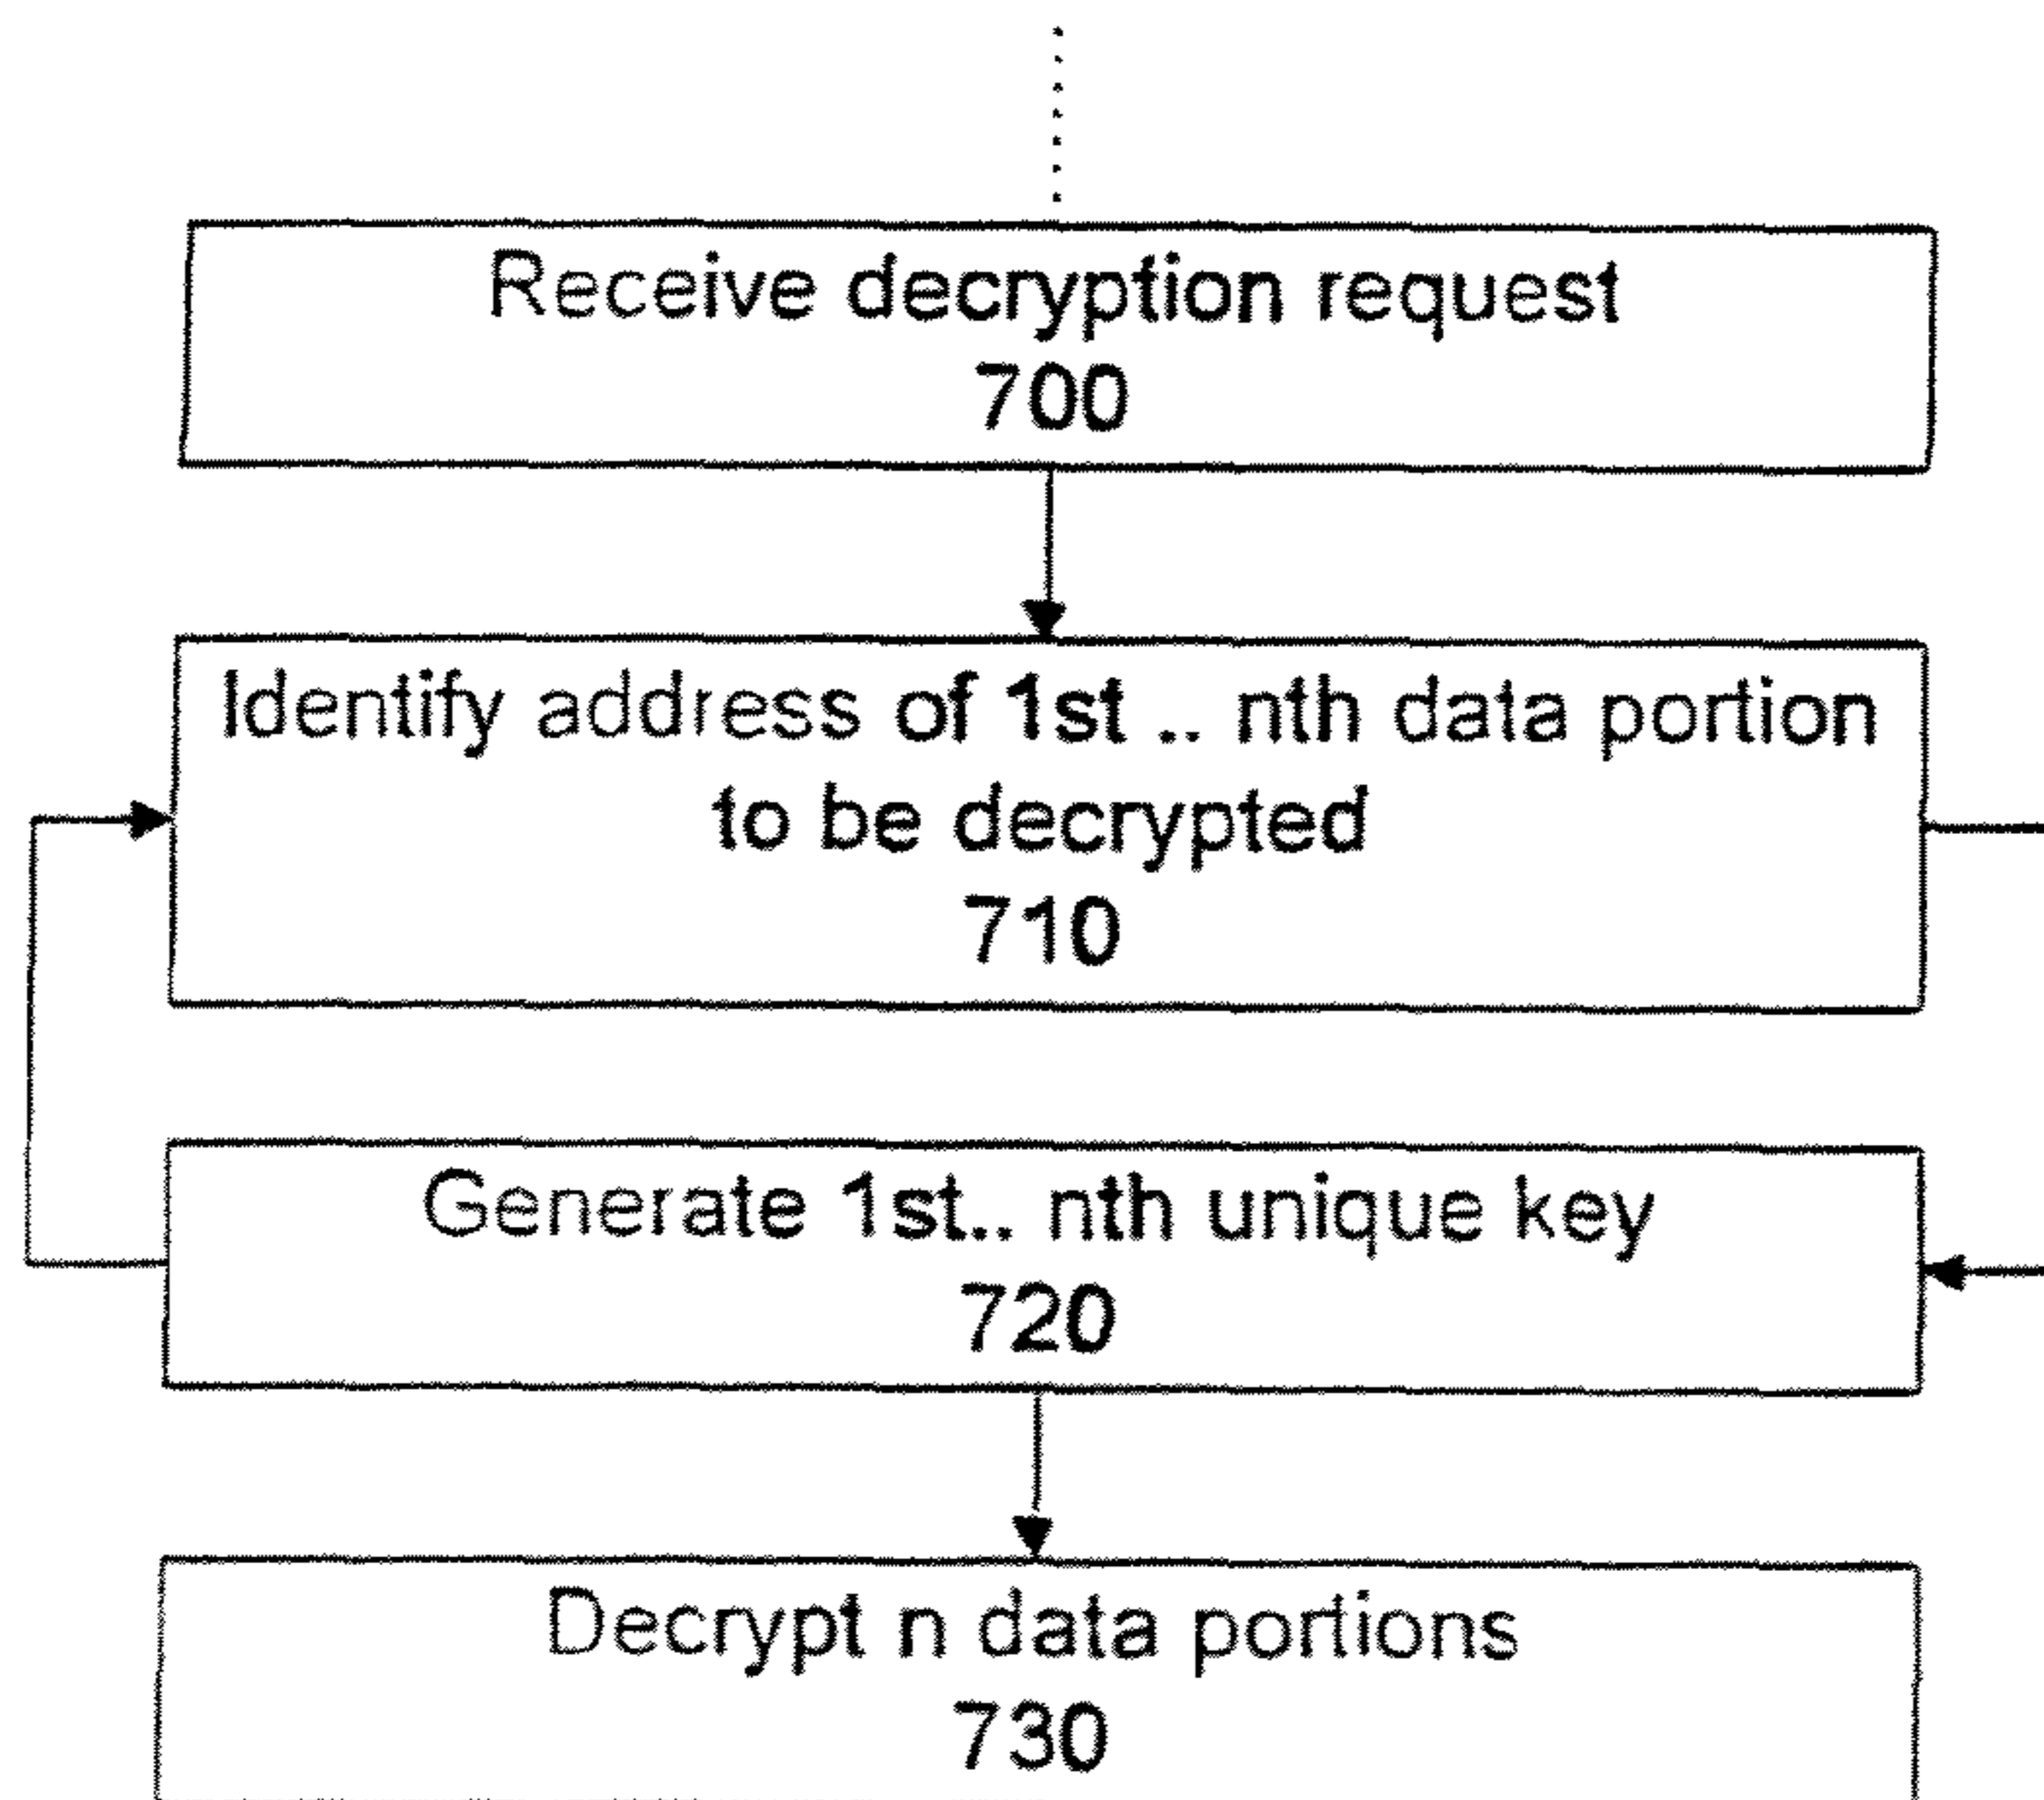 Receive decryption request
700
Identify address of 1st .. nth data portion
to be decrypted
710
Generate 1st.. nth unique key
720
Decrypt n data portions
730